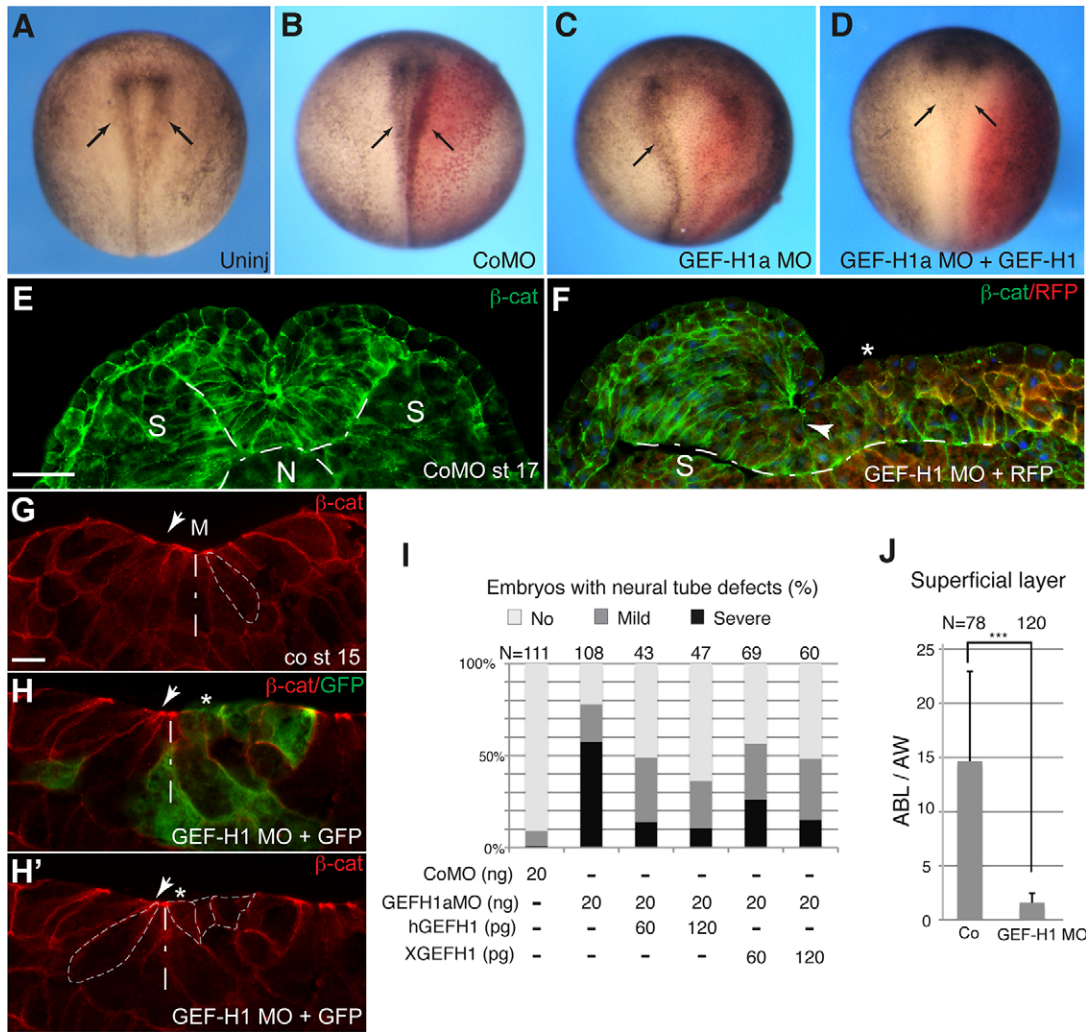 A
Uninj
B
CoMO
C
GEF-H1a MO
D
GEF-H1a MO + GEF-H1
E
β-cat
S
S
N
CoMO st 17
F
β-cat/RFP
*
S
GEF-H1 MO + RFP
G
β-cat
M
co st 15
H
β-cat/GFP
*
GEF-H1 MO + GFP
H'
β-cat
*
GEF-H1 MO + GFP
I
Embryos with neural tube defects (%)
No Mild Severe
N=111 108 43 47 69 60
100%
50%
0%
CoMO (ng) 20 - - - - -
GEFH1aMO (ng) - 20 20 20 20 20
hGEFH1 (pg) - - 60 120 - -
XGEFH1 (pg) - - - - 60 120
J
Superficial layer
N=78 120
***
25
20
15
10
5
0
ABL / AW
Co GEF-H1 MO